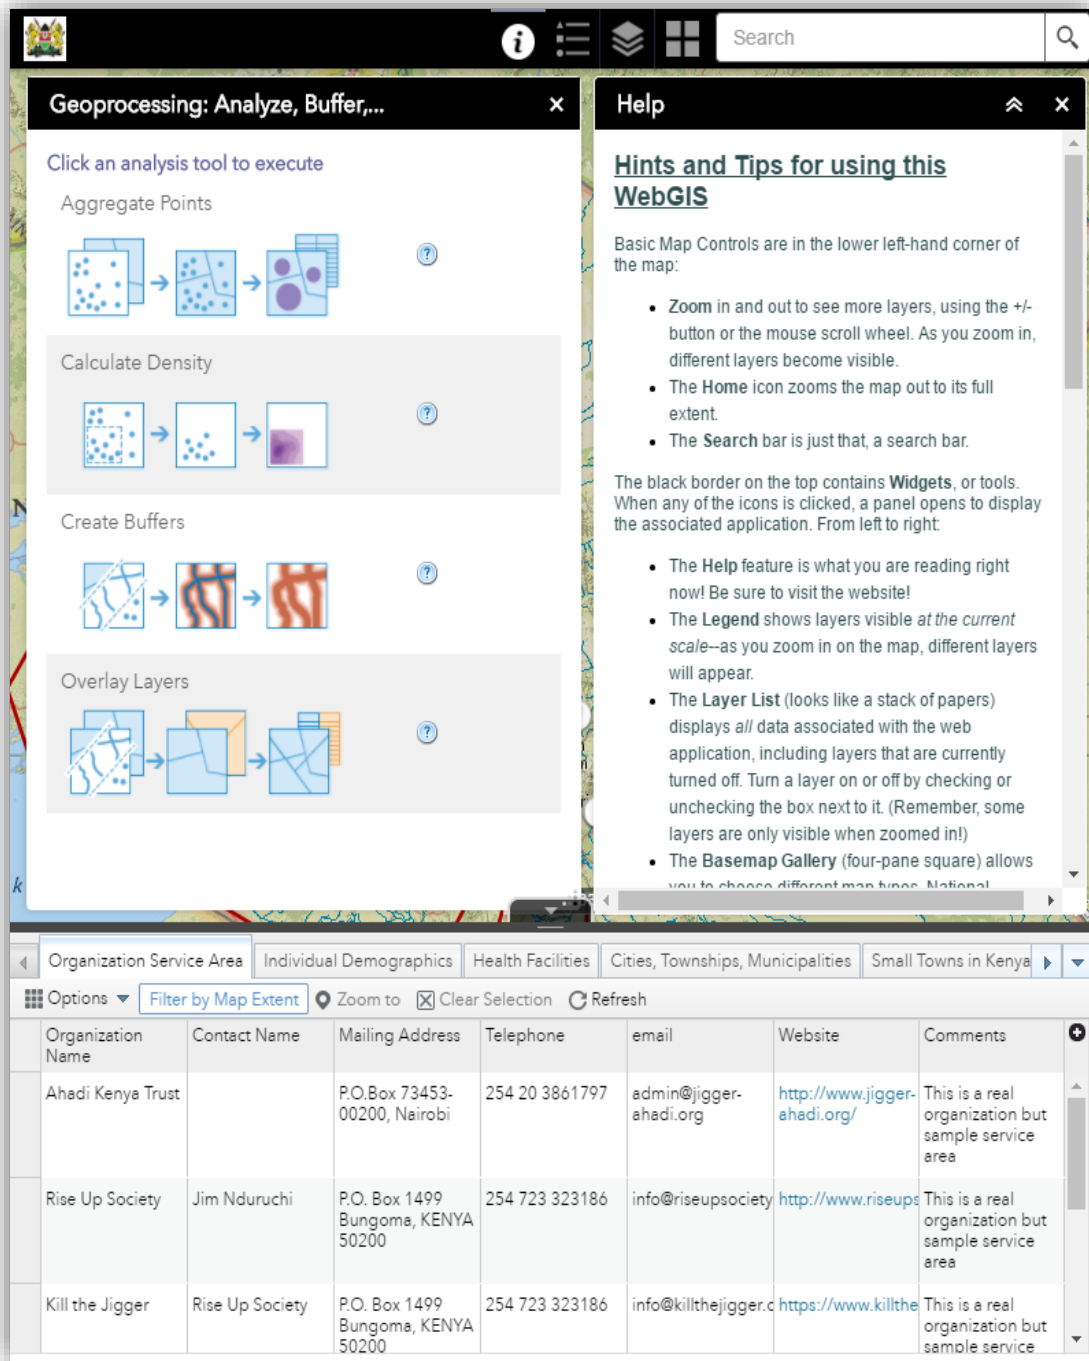 Search
Geoprocessing: Analyze, Buffer,...
Click an analysis tool to execute
Aggregate Points
Calculate Density
Create Buffers
Overlay Layers
Help
Hints and Tips for using this
WebGIS
Basic Map Controls are in the lower left-hand corner of
the map:
Zoom in and out to see more layers, using the +/-
button or the mouse scroll wheel. As you zoom in,
different layers become visible.
The Home icon zooms the map out to its full
extent.
The Search bar is just that, a search bar.
The black border on the top contains Widgets, or tools.
When any of the icons is clicked, a panel opens to display
the associated application. From left to right:
The Help feature is what you are reading right
now! Be sure to visit the website!
The Legend shows layers visible at the current
scale--as you zoom in on the map, different layers
will appear.
The Layer List (looks like a stack of papers)
displays all data associated with the web
application, including layers that are currently
turned off. Turn a layer on or off by checking or
unchecking the box next to it. (Remember, some
layers are only visible when zoomed in!)
The Basemap Gallery (four-pane square) allows
you to choose different map types. National
N
k
Organization Service Area
Individual Demographics
Health Facilities
Cities, Townships, Municipalities
Small Towns in Kenya
Options
Filter by Map Extent
Zoom to
Clear Selection
Refresh
Organization
Name
Contact Name
Mailing Address
Telephone
email
Website
Comments
Ahadi Kenya Trust
P.O.Box 73453-
00200, Nairobi
254 20 3861797
admin@jigger-
ahadi.org
http://www.jigger-
ahadi.org/
This is a real
organization but
sample service
area
Rise Up Society
Jim Nduruchi
P.O. Box 1499
Bungoma, KENYA
50200
254 723 323186
info@riseupsociety
http://www.riseups
This is a real
organization but
sample service
area
Kill the Jigger
Rise Up Society
P.O. Box 1499
Bungoma, KENYA
50200
254 723 323186
info@killthejigger.c
https://www.killthe
This is a real
organization but
sample service